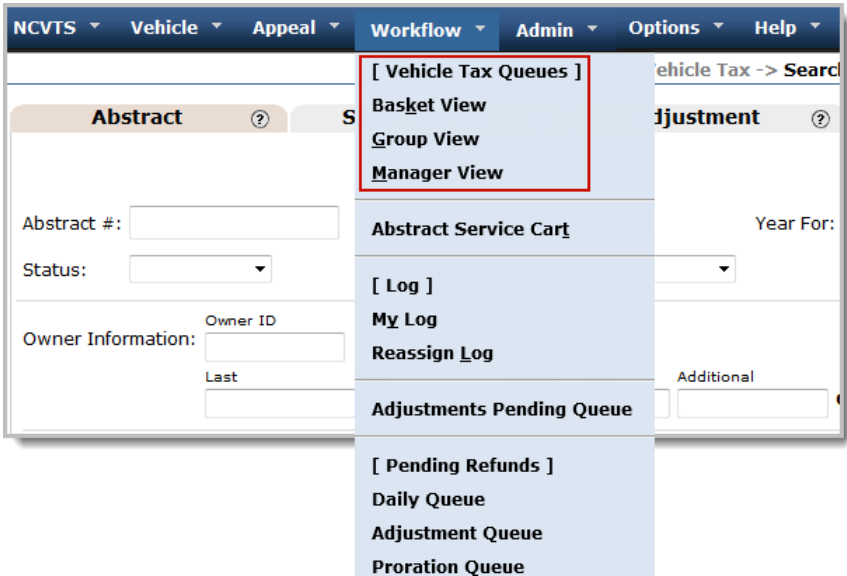 NCVTS Vehicle Appeal Workflow Admin Options Help
[ Vehicle Tax Queues ]
ehicle Tax -> Searc
Basket View
Abstract ? S djustment ?
Group View
Manager View
Abstract #:
Abstract Service Cart
Year For:
Status:
[ Log ]
Owner ID
My Log
Owner Information:
Reassign Log
Last
Additional
Adjustments Pending Queue
[ Pending Refunds ]
Daily Queue
Adjustment Queue
Proration Queue